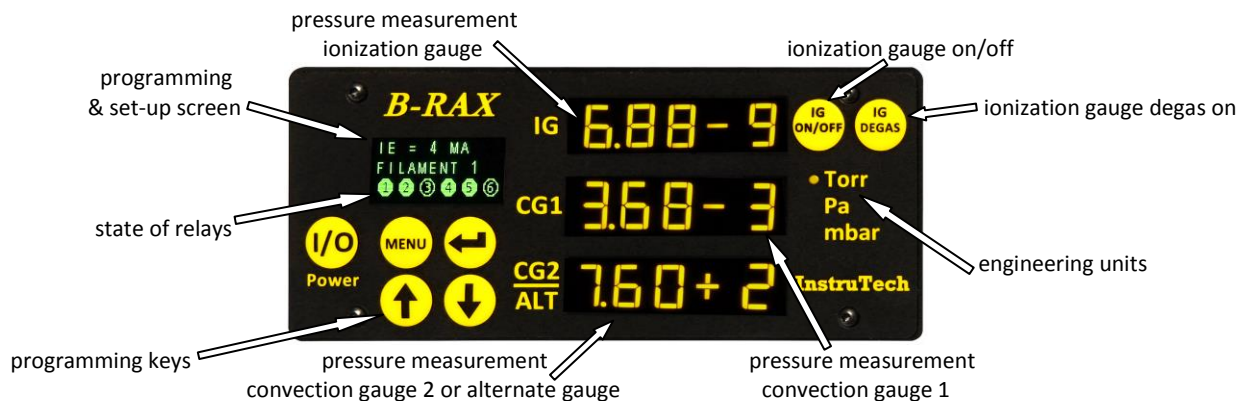 pressure measurement
ionization gauge
ionization gauge on/off
programming
& set-up screen
ionization gauge degas on
B-RAX
IG
6.88 - 9
IG
ON/OFF
IG
DEGAS
IE = 4 MA
FILAMENT 1
1 2 3 4 5 6
CG1
3.68 - 3
Torr
Pa
mbar
state of relays
I/O
Power
MENU
engineering units
CG2
ALT
7.60 + 2
InstruTech
programming keys
pressure measurement
convection gauge 2 or alternate gauge
pressure measurement
convection gauge 1